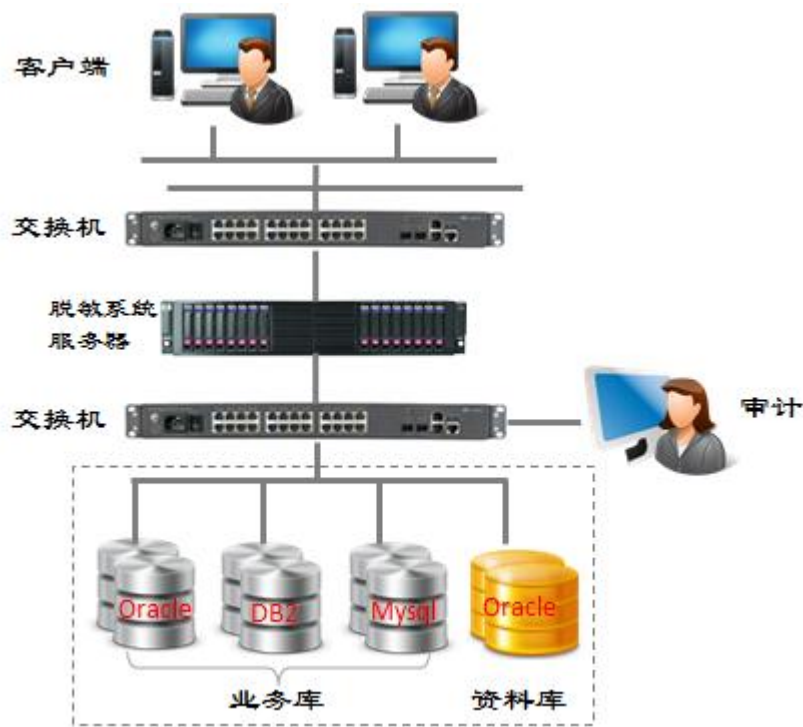 客户端
交换机
脱敏系统
服务器
交换机
审计
Oracle
DB2
Mysql
Oracle
业务库
资料库